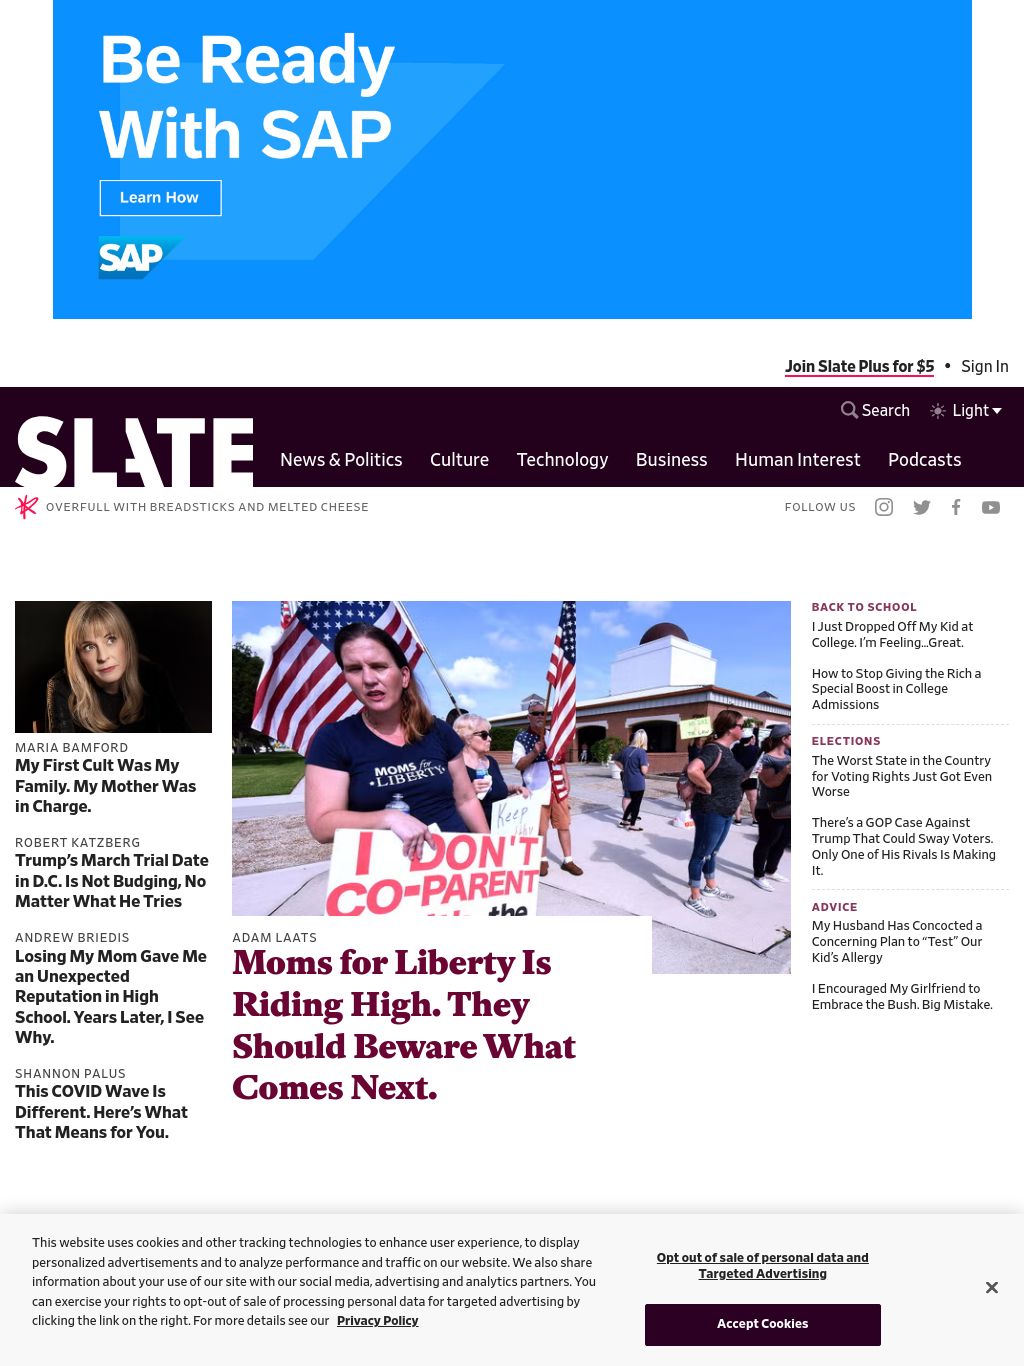 Be Ready
With SAP
Learn How
SAP
Join Slate Plus for $5 • Sign In
Search
Light
SLATE
News & Politics
Culture
Technology
Business
Human Interest
Podcasts
OVERFULL WITH BREADSTICKS AND MELTED CHEESE
FOLLOW US
MARIA BAMFORD
My First Cult Was My
Family. My Mother Was
in Charge.
ROBERT KATZBERG
Trump’s March Trial Date
in D.C. Is Not Budging, No
Matter What He Tries
ANDREW BRIEDIS
Losing My Mom Gave Me
an Unexpected
Reputation in High
School. Years Later, I See
Why.
SHANNON PALUS
This COVID Wave Is
Different. Here’s What
That Means for You.
MOMS for
LIBERTY
Keep
I DON'T
CO-PARENT
the
ADAM LAATS
Moms for Liberty Is
Riding High. They
Should Beware What
Comes Next.
BACK TO SCHOOL
I Just Dropped Off My Kid at
College. I’m Feeling…Great.
How to Stop Giving the Rich a
Special Boost in College
Admissions
ELECTIONS
The Worst State in the Country
for Voting Rights Just Got Even
Worse
There’s a GOP Case Against
Trump That Could Sway Voters.
Only One of His Rivals Is Making
It.
ADVICE
My Husband Has Concocted a
Concerning Plan to “Test” Our
Kid’s Allergy
I Encouraged My Girlfriend to
Embrace the Bush. Big Mistake.
This website uses cookies and other tracking technologies to enhance user experience, to display
personalized advertisements and to analyze performance and traffic on our website. We also share
information about your use of our site with our social media, advertising and analytics partners. You
can exercise your rights to opt-out of sale of processing personal data for targeted advertising by
clicking the link on the right. For more details see our Privacy Policy
Opt out of sale of personal data and
Targeted Advertising
Accept Cookies